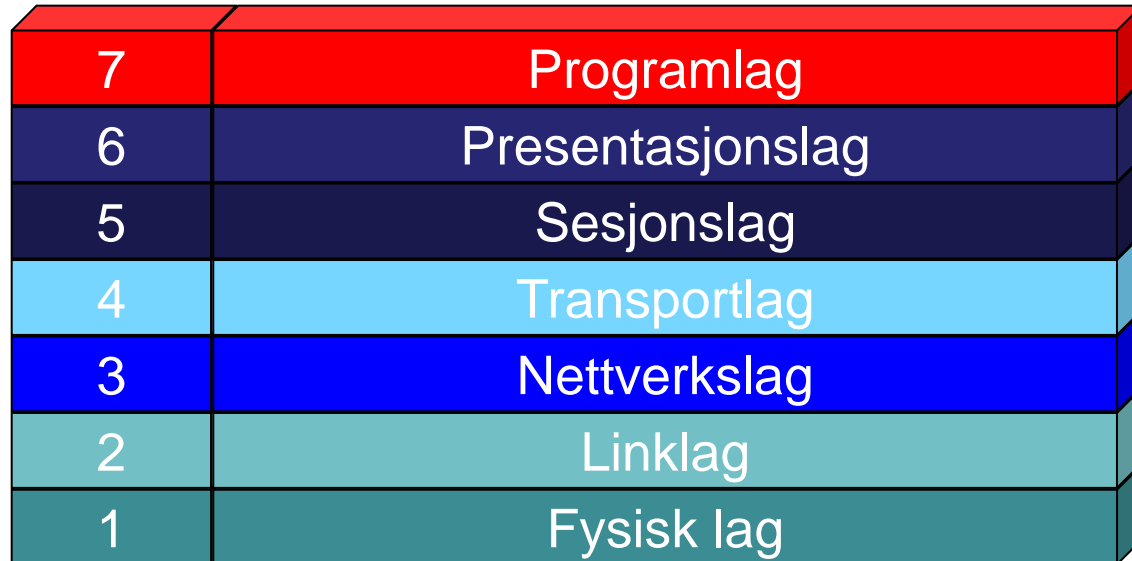 7 Programlag
6 Presentasjonslag
5 Sesjonslag
4 Transportlag
3 Nettverkslag
2 Linklag
1 Fysisk lag